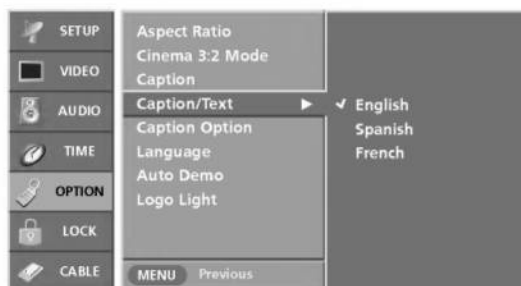 SETUP
VIDEO
AUDIO
TIME
OPTION
LOCK
CABLE
Aspect Ratio
Cinema 3:2 Mode
Caption
Caption/Text ►
Caption Option
Language
Auto Demo
Logo Light
MENU Previous
✓ English
Spanish
French